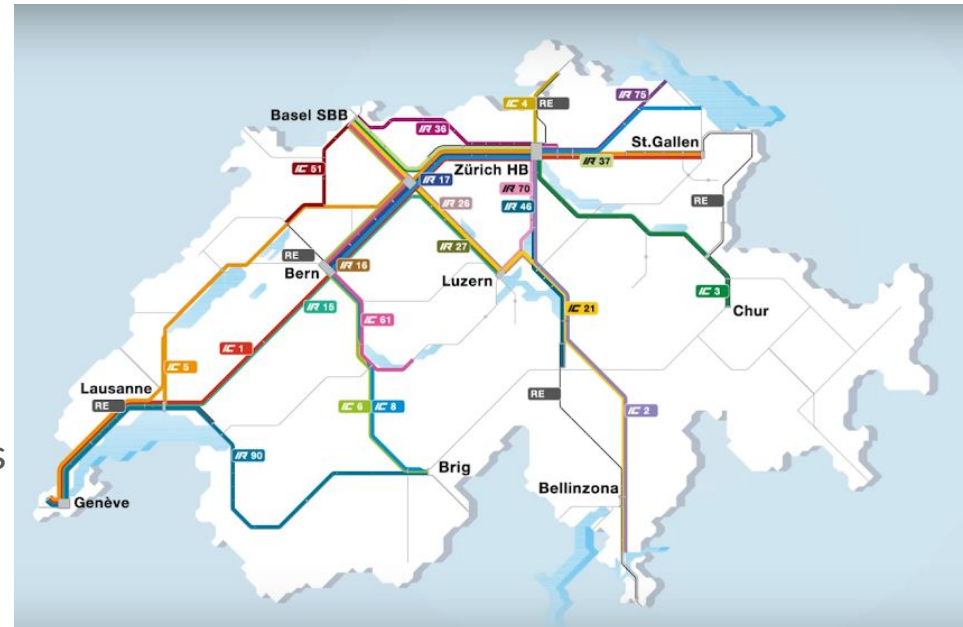 IR 75
IC 4
RE
Basel SBB
IR 36
St.Gallen
IR 37
Zürich HB
IC 51
IR 17
IR 70
IR 26
RE
IR 46
IR 27
RE
IR 16
Bern
Luzern
IC 3
IR 15
IC 21
Chur
IC 61
IC 1
IC 5
Lausanne
RE
RE
IC 6
IC 8
IC 2
S
IR 90
Brig
Bellinzona
Genève